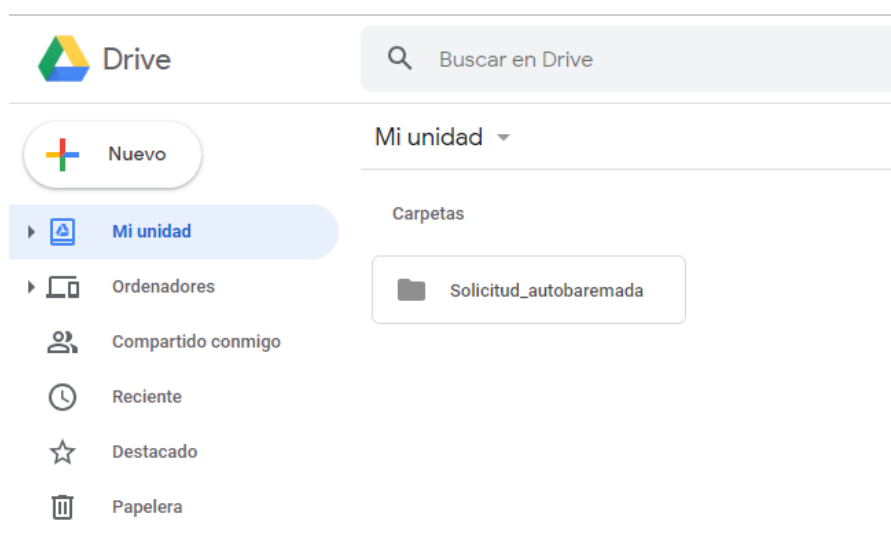 Drive
Buscar en Drive
Nuevo
Mi unidad
Ordenadores
Compartido conmigo
Reciente
Destacado
Papelera
Mi unidad
Carpetas
Solicitud_autobaremada